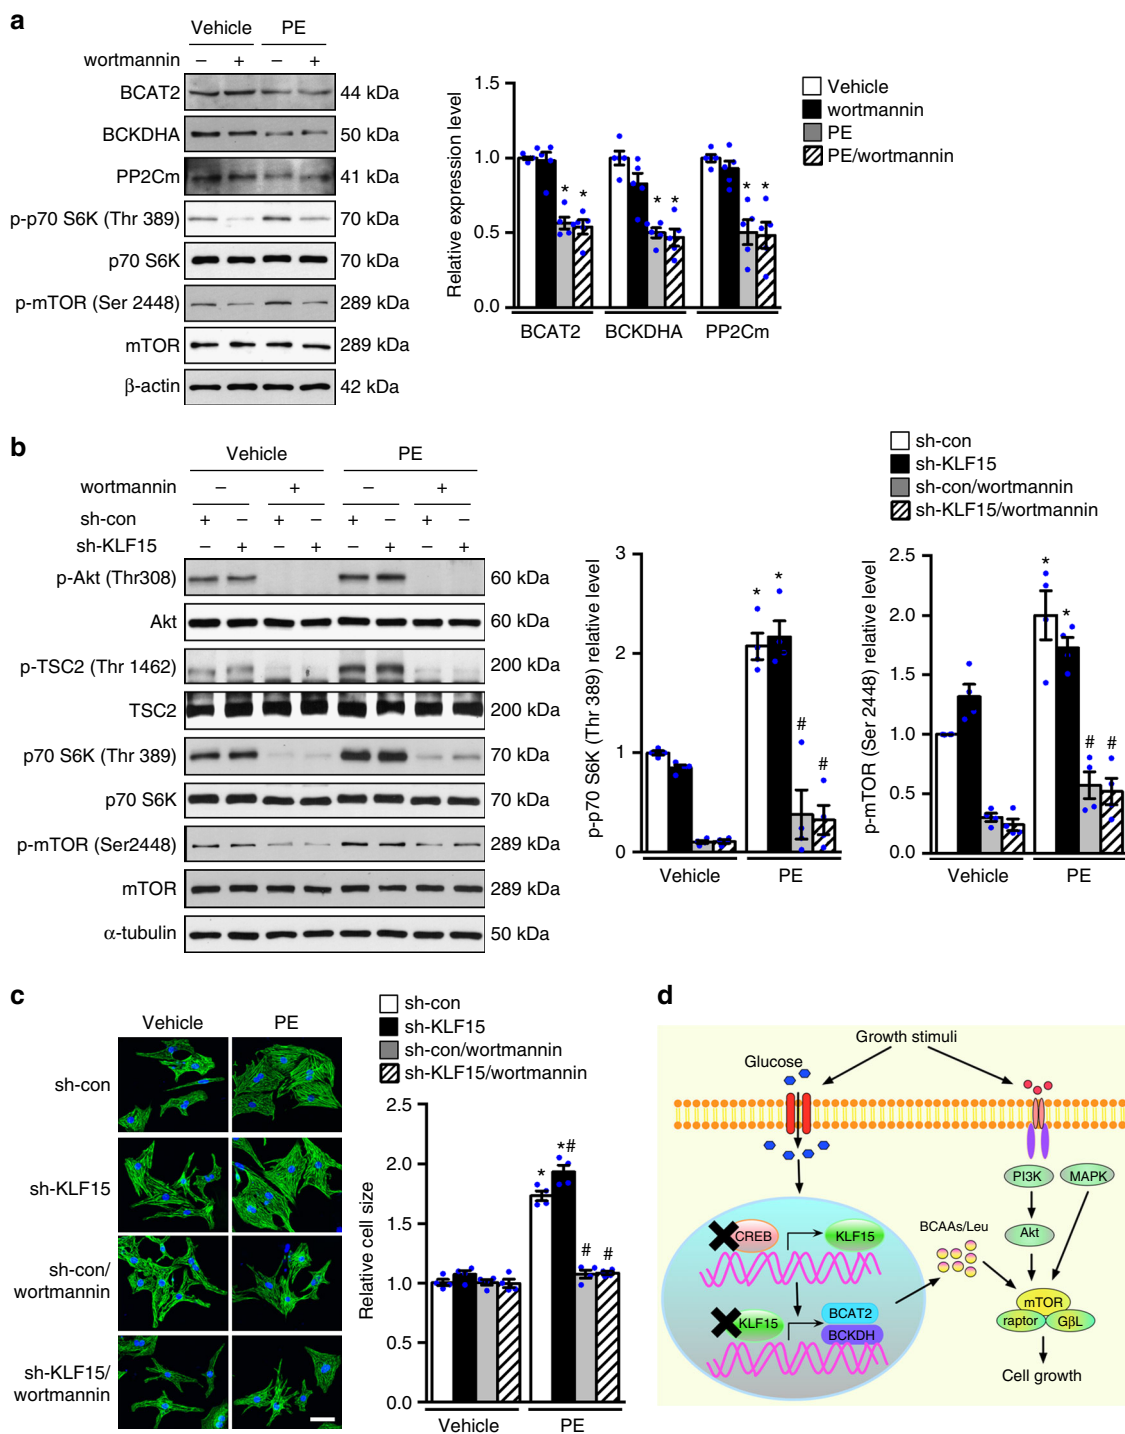 a
Vehicle PE
wortmannin − + − +
BCAT2 44 kDa
BCKDHA 50 kDa
PP2Cm 41 kDa
p-p70 S6K (Thr 389) 70 kDa
p70 S6K 70 kDa
p-mTOR (Ser 2448) 289 kDa
mTOR 289 kDa
β-actin 42 kDa
Relative expression level
1.5
1.0
0.5
0.0
* * * * * *
BCAT2 BCKDHA PP2Cm
Vehicle
wortmannin
PE
PE/wortmannin
b
Vehicle PE
wortmannin − + − +
sh-con + − + − + − + −
sh-KLF15 − + − + − + − +
p-Akt (Thr308) 60 kDa
Akt 60 kDa
p-TSC2 (Thr 1462) 200 kDa
TSC2 200 kDa
p70 S6K (Thr 389) 70 kDa
p70 S6K 70 kDa
p-mTOR (Ser2448) 289 kDa
mTOR 289 kDa
α-tubulin 50 kDa
sh-con
sh-KLF15
sh-con/wortmannin
sh-KLF15/wortmannin
p-p70 S6K (Thr 389) relative level
3
2
1
0
* * # #
Vehicle PE
p-mTOR (Ser 2448) relative level
2.5
2.0
1.5
1.0
0.5
0.0
* * # #
Vehicle PE
c
Vehicle PE
sh-con
sh-KLF15
sh-con/
wortmannin
sh-KLF15/
wortmannin
sh-con
sh-KLF15
sh-con/wortmannin
sh-KLF15/wortmannin
Relative cell size
2.5
2.0
1.5
1.0
0.5
0.0
* *# # #
Vehicle PE
d
Growth stimuli
Glucose
PI3K MAPK
Akt
BCAAs/Leu
CREB KLF15
KLF15 BCAT2
BCKDH
mTOR
raptor GβL
Cell growth